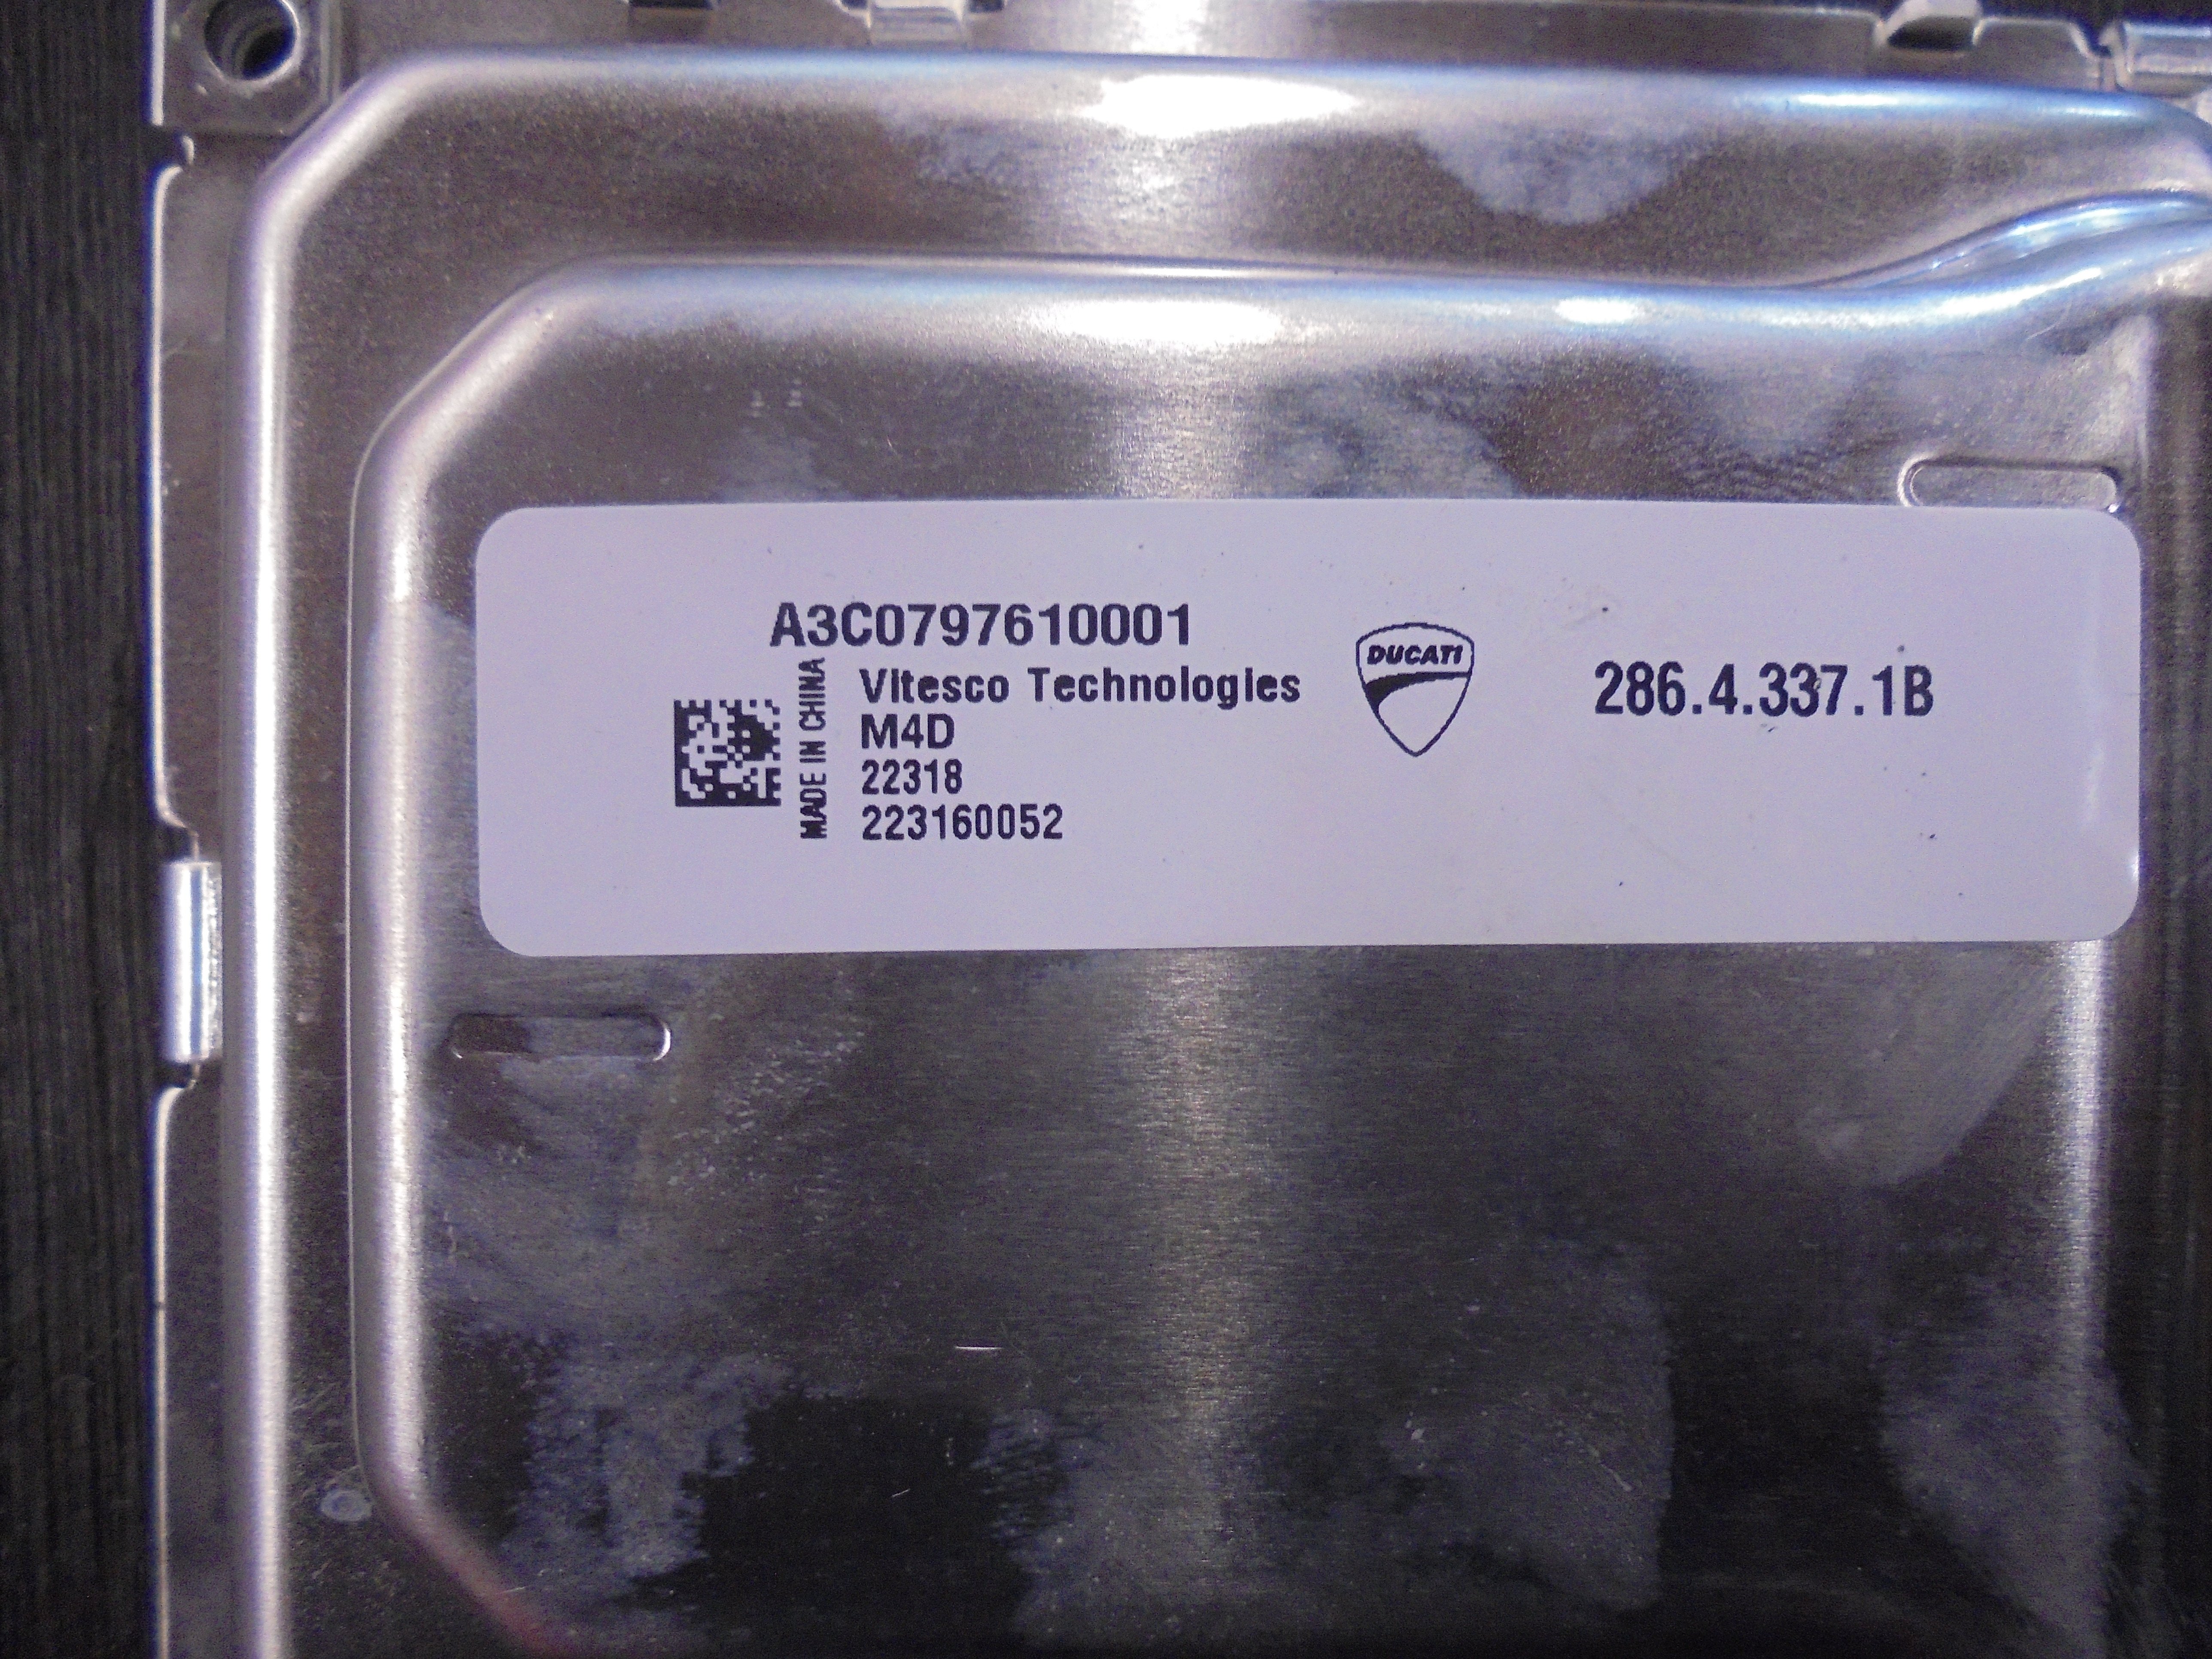 A3C0797610001
MADE IN CHINA
Vitesco Technologies
M4D
22318
223160052
DUCATI
286.4.337.1B